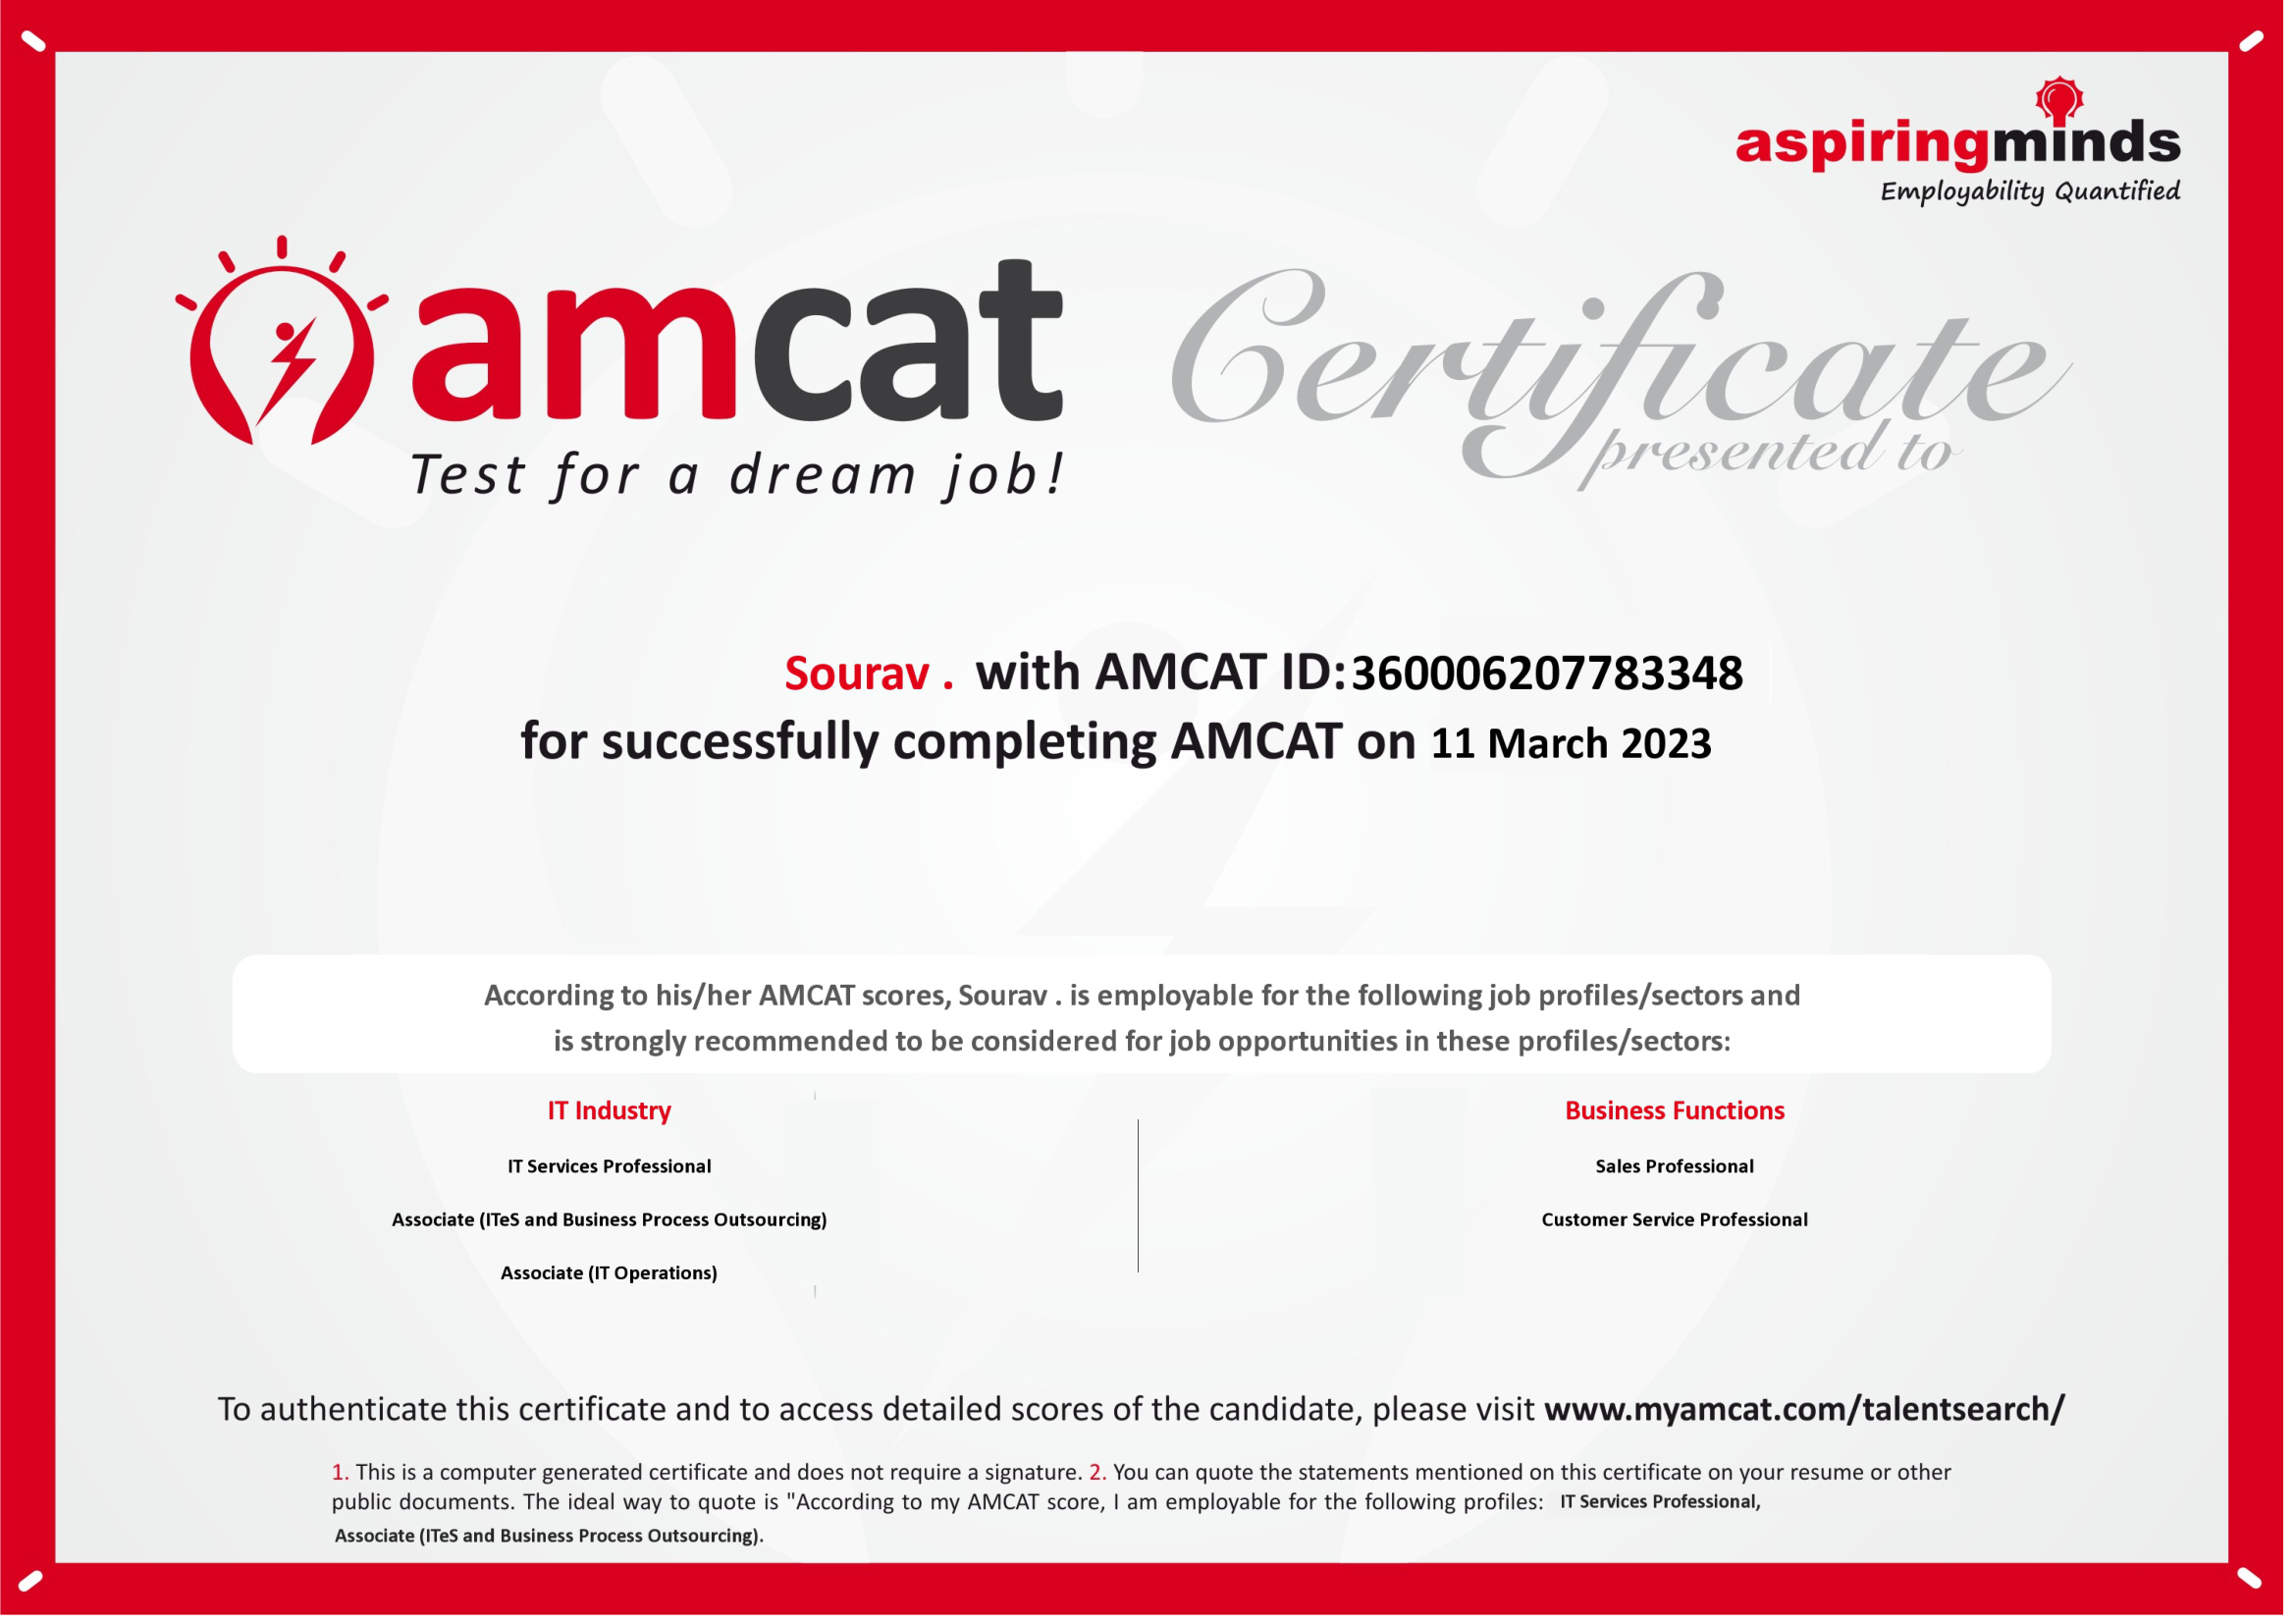 aspiringminds
Employability Quantified
amcat
Test for a dream job!
Certificate
presented to
Sourav . with AMCAT ID:360006207783348
for successfully completing AMCAT on 11 March 2023
According to his/her AMCAT scores, Sourav . is employable for the following job profiles/sectors and
is strongly recommended to be considered for job opportunities in these profiles/sectors:
IT Industry
IT Services Professional
Associate (ITeS and Business Process Outsourcing)
Associate (IT Operations)
Business Functions
Sales Professional
Customer Service Professional
To authenticate this certificate and to access detailed scores of the candidate, please visit www.myamcat.com/talentsearch/
1. This is a computer generated certificate and does not require a signature. 2. You can quote the statements mentioned on this certificate on your resume or other
public documents. The ideal way to quote is "According to my AMCAT score, I am employable for the following profiles: IT Services Professional,
Associate (ITeS and Business Process Outsourcing).